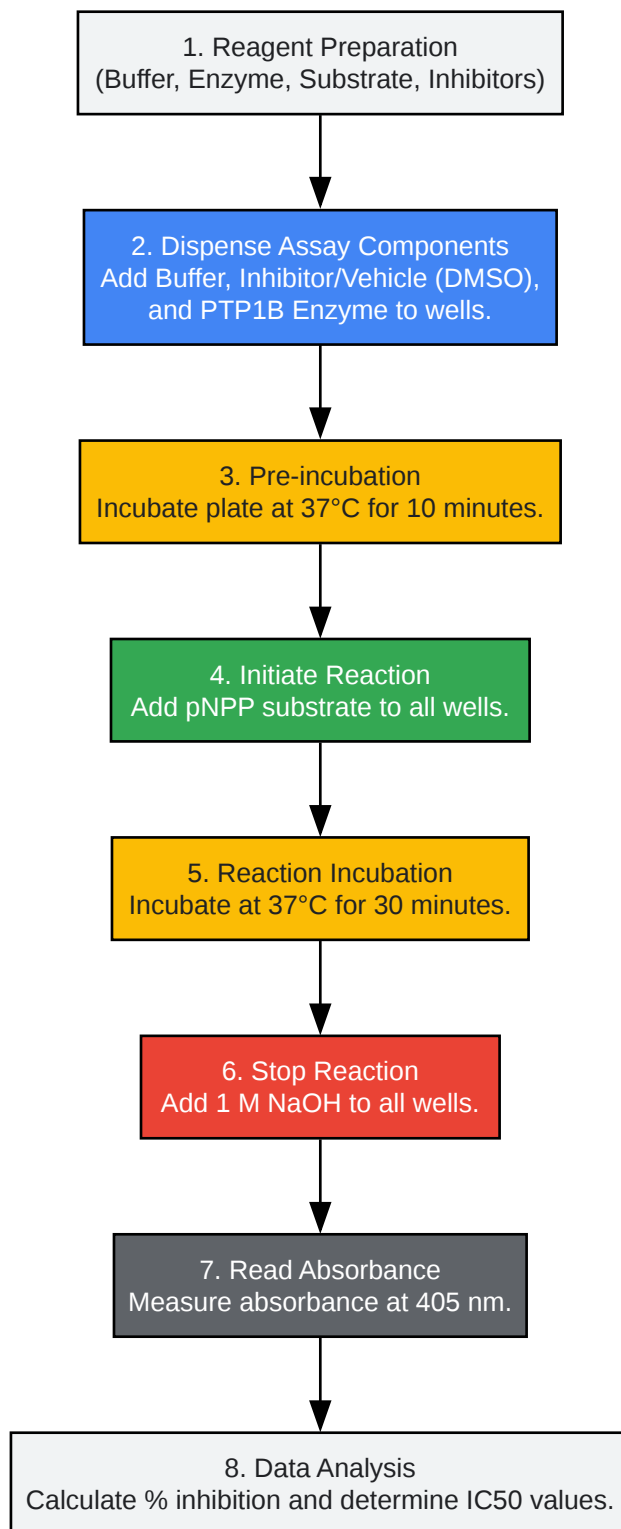 1. Reagent Preparation
(Buffer, Enzyme, Substrate, Inhibitors)
2. Dispense Assay Components
Add Buffer, Inhibitor/Vehicle (DMSO),
and PTP1B Enzyme to wells.
3. Pre-incubation
Incubate plate at 37°C for 10 minutes.
4. Initiate Reaction
Add pNPP substrate to all wells.
5. Reaction Incubation
Incubate at 37°C for 30 minutes.
6. Stop Reaction
Add 1 M NaOH to all wells.
7. Read Absorbance
Measure absorbance at 405 nm.
8. Data Analysis
Calculate % inhibition and determine IC50 values.